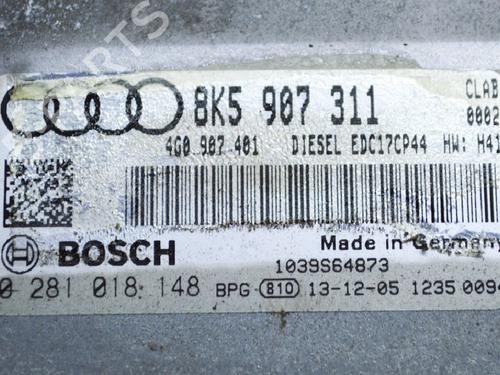 PARTS
8K5 907 311 CLAB
0002
4G0 907 401 DIESEL EDC17CP44 HW: H41
BOSCH
Made in Germany
1039S64873
0 281 018 148 BPG 810 13-12-05 1235 0094